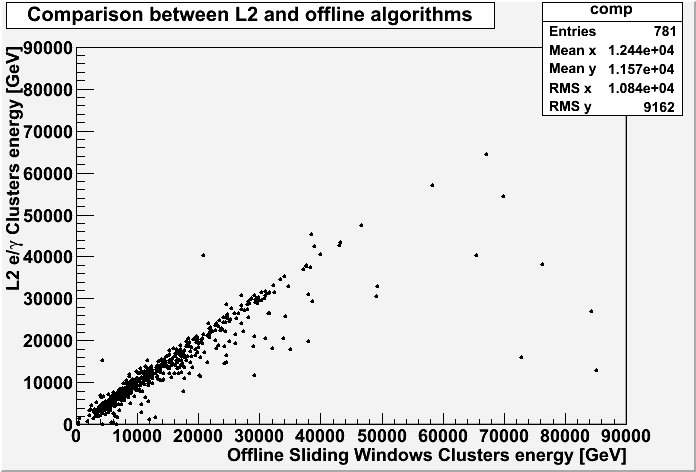 Comparison between L2 and offline algorithms
comp
Entries 781
Mean x 1.244e+04
Mean y 1.157e+04
RMS x 1.084e+04
RMS y 9162
L2 e/γ Clusters energy [GeV]
90000
80000
70000
60000
50000
40000
30000
20000
10000
0
0 10000 20000 30000 40000 50000 60000 70000 80000 90000
Offline Sliding Windows Clusters energy [GeV]